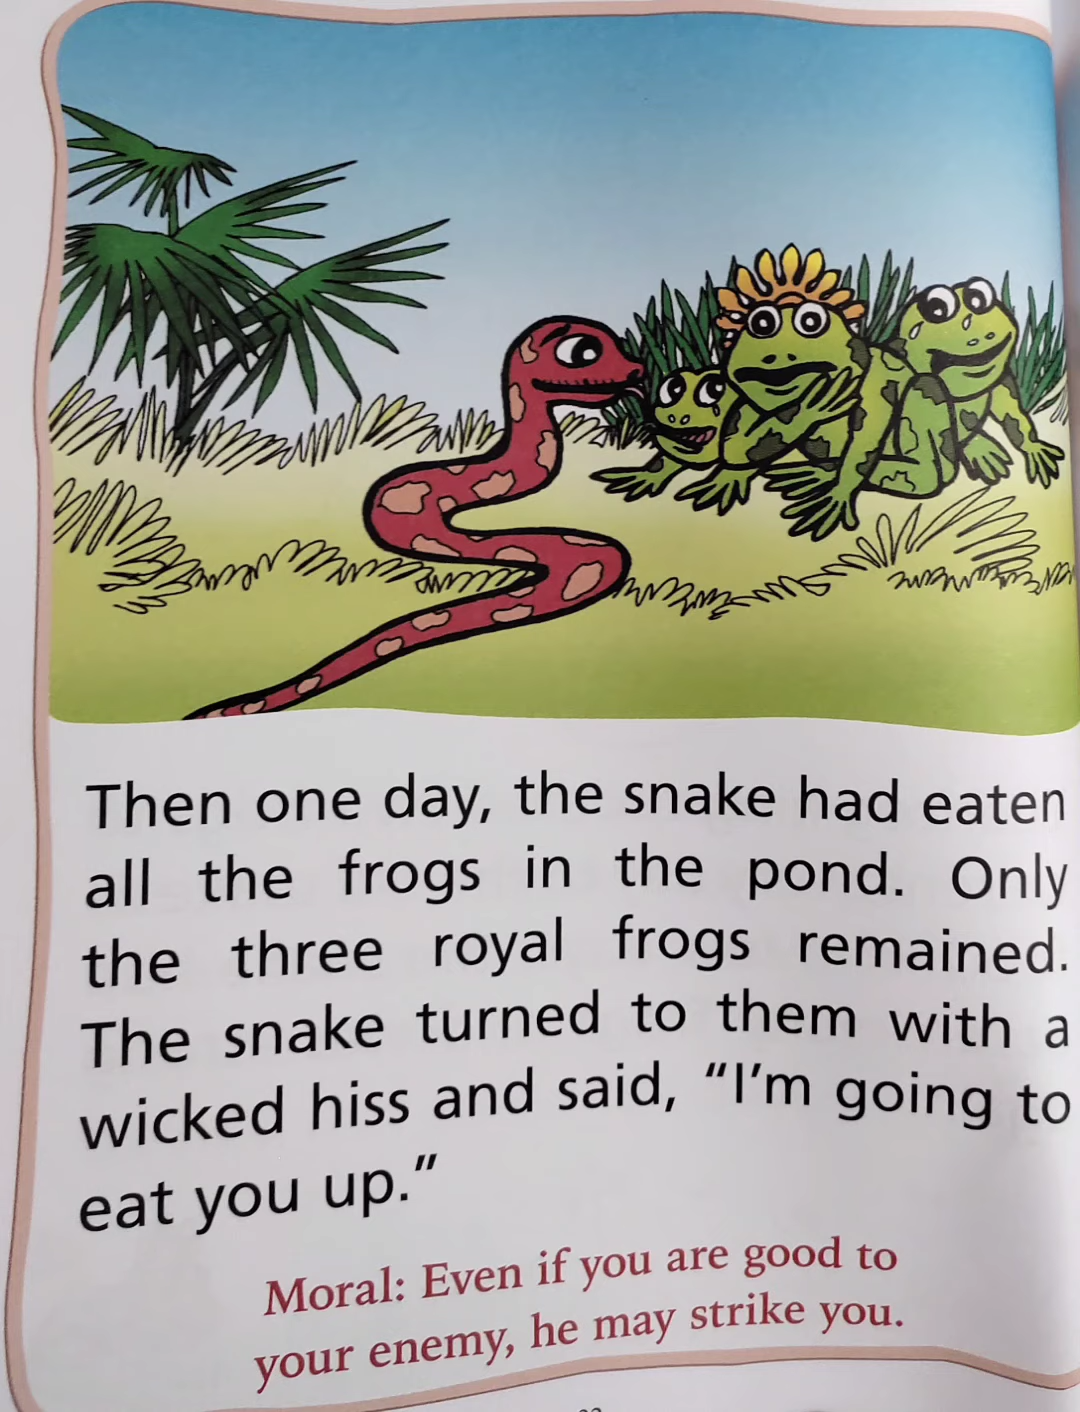 Then one day, the snake had eaten
all the frogs in the pond. Only
the three royal frogs remained.
The snake turned to them with a
wicked hiss and said, “I’m going to
eat you up.”
Moral: Even if you are good to
your enemy, he may strike you.